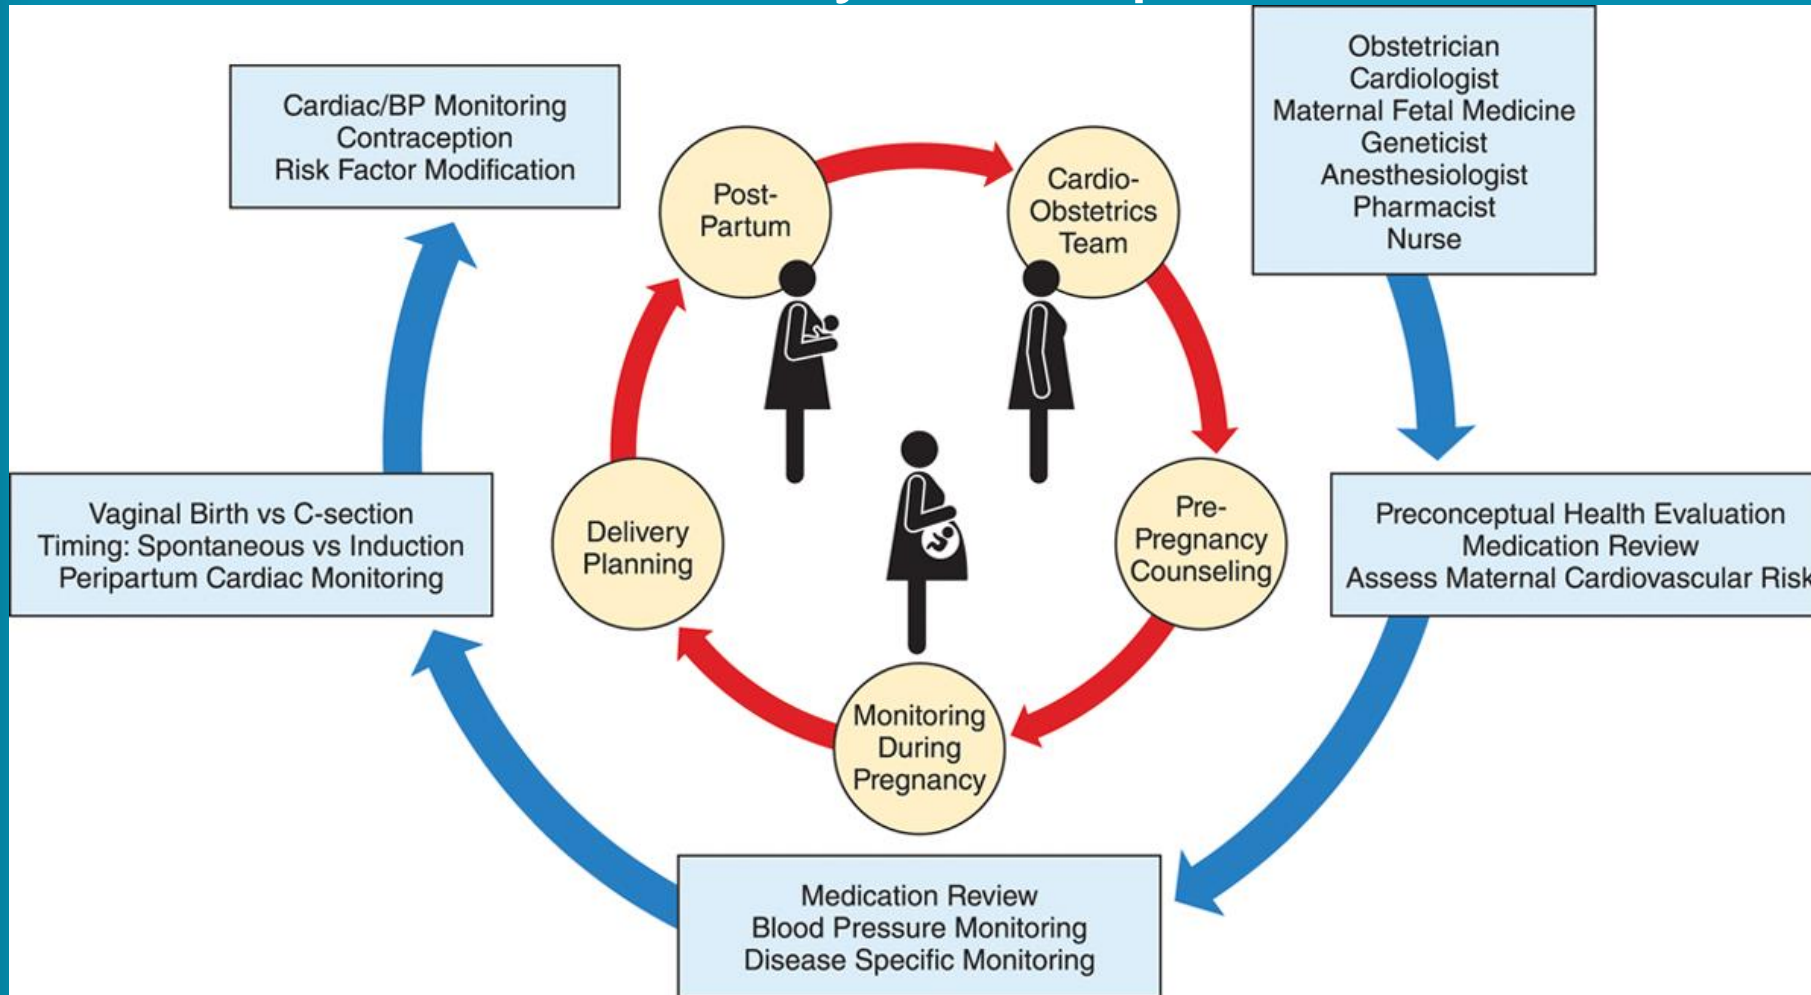 Cardiac/BP Monitoring
Contraception
Risk Factor Modification
Obstetrician
Cardiologist
Maternal Fetal Medicine
Geneticist
Anesthesiologist
Pharmacist
Nurse
Post-
Partum
Cardio-
Obstetrics
Team
Vaginal Birth vs C-section
Timing: Spontaneous vs Induction
Peripartum Cardiac Monitoring
Delivery
Planning
Pre-
Pregnancy
Counseling
Preconceptual Health Evaluation
Medication Review
Assess Maternal Cardiovascular Risk
Monitoring
During
Pregnancy
Medication Review
Blood Pressure Monitoring
Disease Specific Monitoring